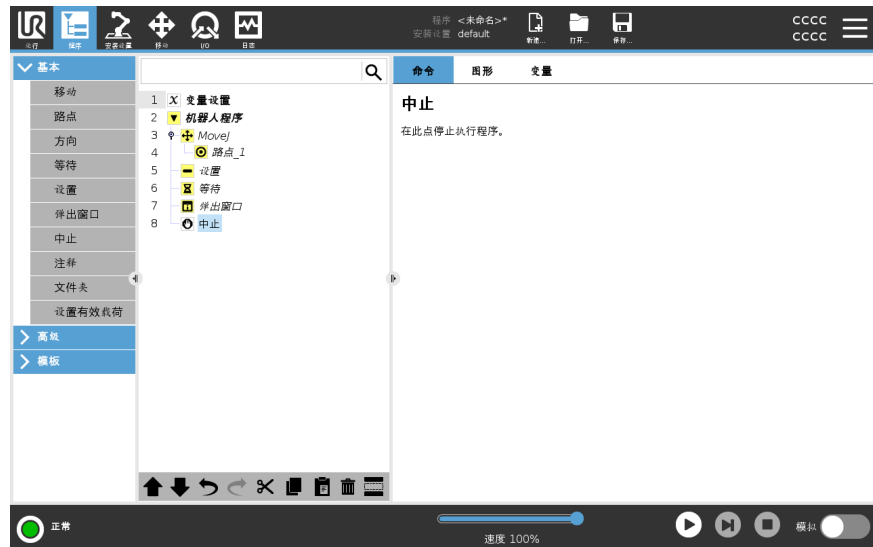 UR
运行
程序
安装设置
移动
I/O
日志
程序 <未命名>*
安装设置 default
新建...
打开...
保存...
CCCC
CCCC
基本
移动
路点
方向
等待
设置
弹出窗口
中止
注释
文件夹
设置有效载荷
高级
模板
1 X 变量设置
2 机器人程序
3 MoveJ
4 路点_1
5 设置
6 等待
7 弹出窗口
8 中止
命令 图形 变量
中止
在此点停止执行程序。
正常
速度 100%
模拟